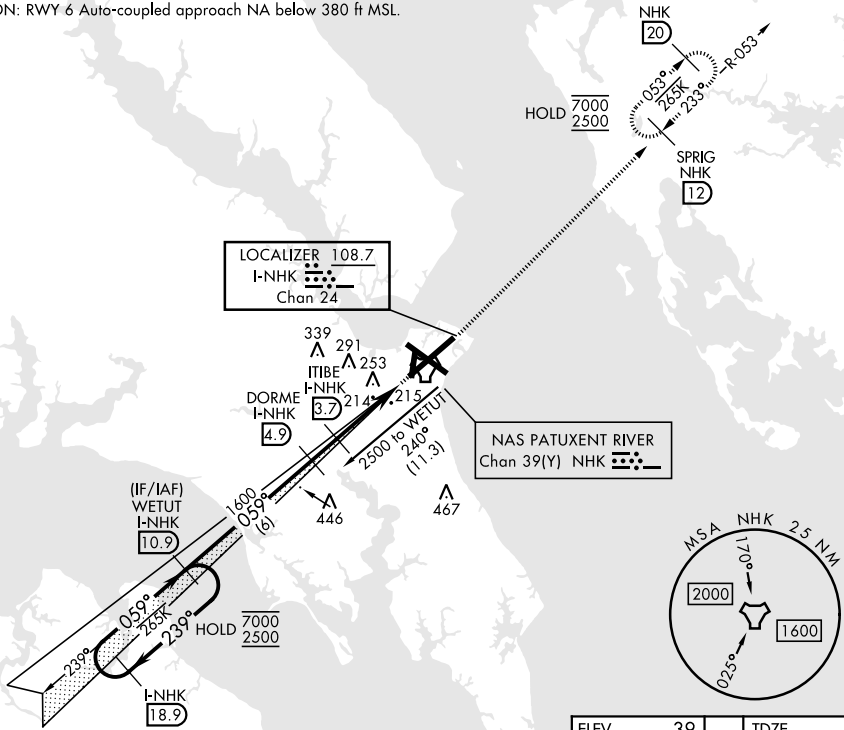 ON: RWY 6 Auto-coupled approach NA below 380 ft MSL.
NHK
20
R-053
053°
265K
233°
HOLD 7000
2500
SPRIG
NHK
12
LOCALIZER 108.7
I-NHK
Chan 24
339
291
253
ITIBE
I-NHK
3.7
214
215
DORME
I-NHK
4.9
2500 to WETUT
240°
(11.3)
NAS PATUXENT RIVER
Chan 39(Y) NHK
446
467
(IF/IAF)
WETUT
I-NHK
10.9
1600
059°
(6)
059°
265K
239°
HOLD 7000
2500
239°
I-NHK
18.9
MSA NHK 25 NM
170°
2000
1600
025°
ELEV 39
TDZE